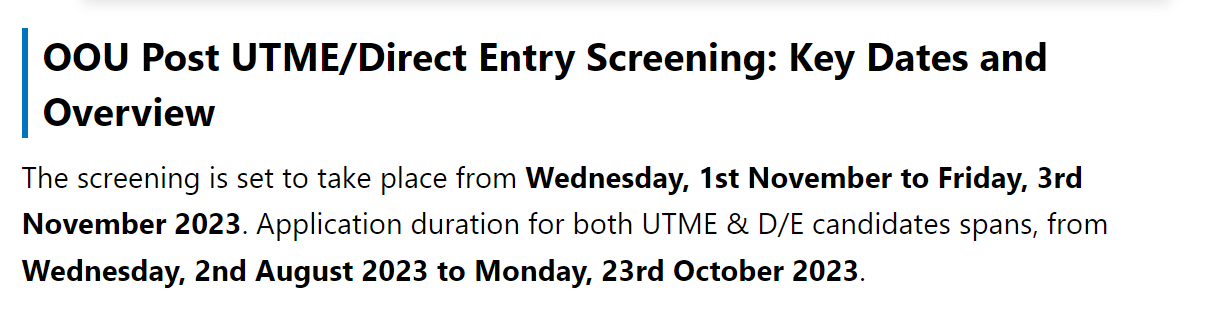 OOU Post UTME/Direct Entry Screening: Key Dates and
Overview
The screening is set to take place from Wednesday, 1st November to Friday, 3rd
November 2023. Application duration for both UTME & D/E candidates spans, from
Wednesday, 2nd August 2023 to Monday, 23rd October 2023.